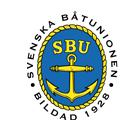 SVENSKA BÅTUNIONEN
SBU
• BILDAD 1928 •